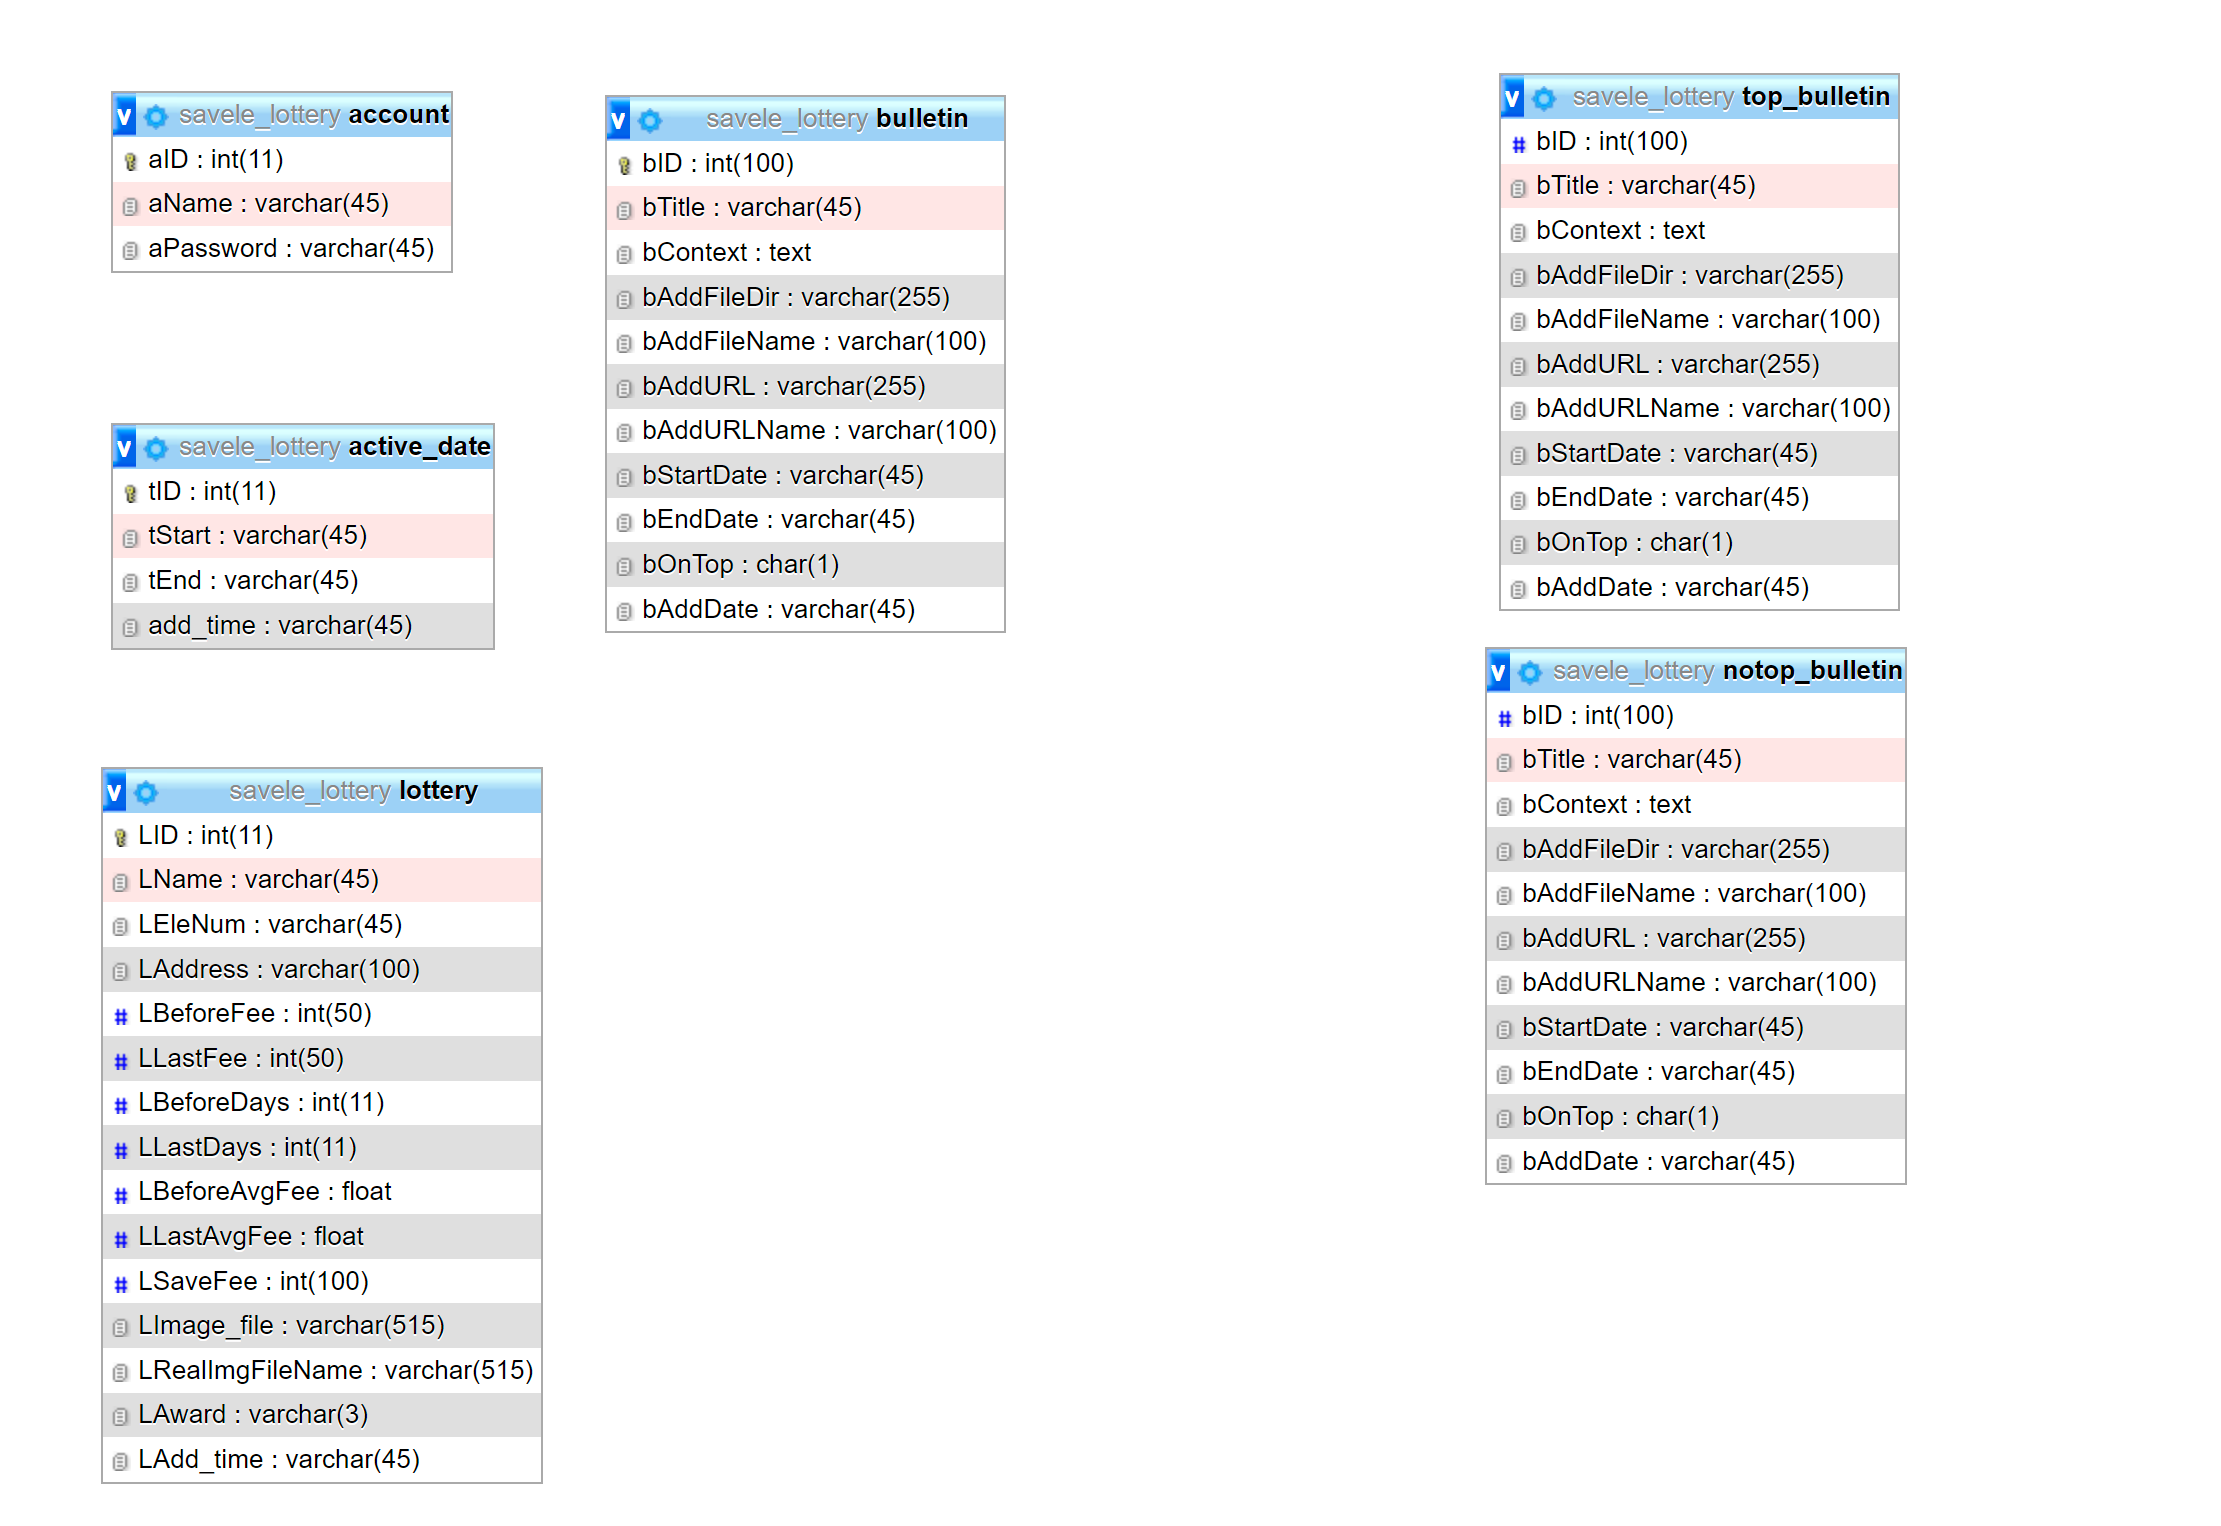 v savele_lottery account
aID : int(11)
aName : varchar(45)
aPassword : varchar(45)
v savele_lottery active_date
tID : int(11)
tStart : varchar(45)
tEnd : varchar(45)
add_time : varchar(45)
v savele_lottery lottery
LID : int(11)
LName : varchar(45)
LEleNum : varchar(45)
LAddress : varchar(100)
# LBeforeFee : int(50)
# LLastFee : int(50)
# LBeforeDays : int(11)
# LLastDays : int(11)
# LBeforeAvgFee : float
# LLastAvgFee : float
# LSaveFee : int(100)
LImage_file : varchar(515)
LRealImgFileName : varchar(515)
LAward : varchar(3)
LAdd_time : varchar(45)
v savele_lottery bulletin
bID : int(100)
bTitle : varchar(45)
bContext : text
bAddFileDir : varchar(255)
bAddFileName : varchar(100)
bAddURL : varchar(255)
bAddURLName : varchar(100)
bStartDate : varchar(45)
bEndDate : varchar(45)
bOnTop : char(1)
bAddDate : varchar(45)
v savele_lottery top_bulletin
# bID : int(100)
bTitle : varchar(45)
bContext : text
bAddFileDir : varchar(255)
bAddFileName : varchar(100)
bAddURL : varchar(255)
bAddURLName : varchar(100)
bStartDate : varchar(45)
bEndDate : varchar(45)
bOnTop : char(1)
bAddDate : varchar(45)
v savele_lottery notop_bulletin
# bID : int(100)
bTitle : varchar(45)
bContext : text
bAddFileDir : varchar(255)
bAddFileName : varchar(100)
bAddURL : varchar(255)
bAddURLName : varchar(100)
bStartDate : varchar(45)
bEndDate : varchar(45)
bOnTop : char(1)
bAddDate : varchar(45)